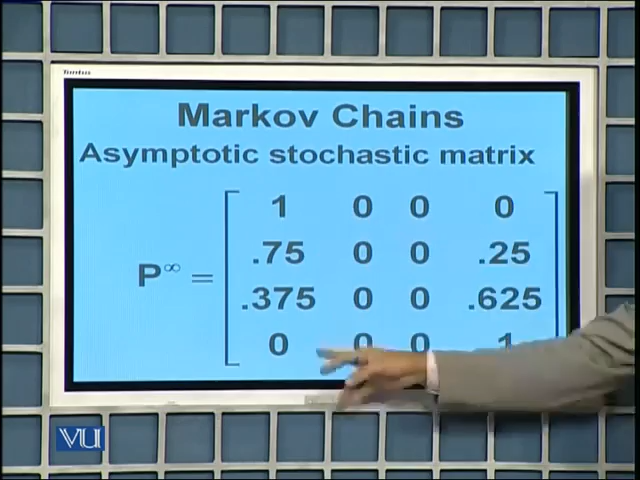 Markov Chains
Asymptotic stochastic matrix
1 0 0 0
.75 0 0 .25
P∞ = .375 0 0 .625
0 0 0 1
VU